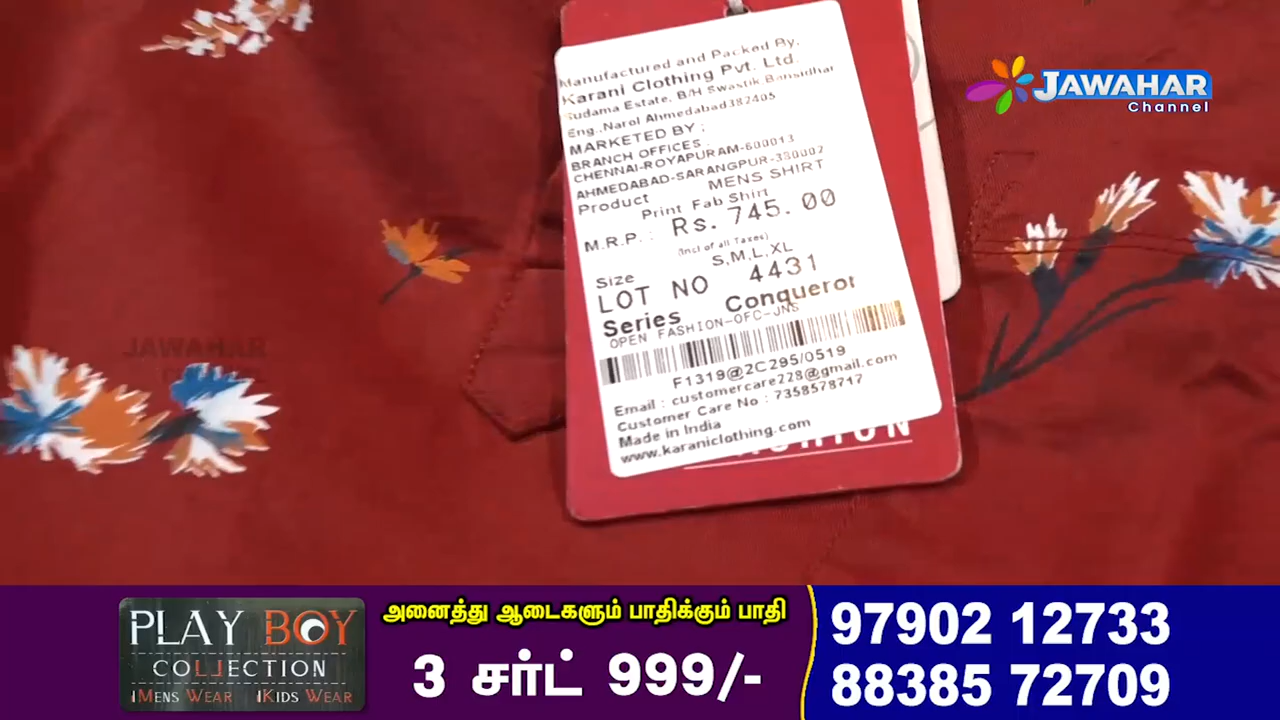 Manufactured and Packed By.
Karani Clothing Pvt. Ltd.
Sudama Estate, B/H Swastik Bansidhar
Eng.,Narol Ahmedabad382405
MARKETED BY :
BRANCH OFFICES :
CHENNAI-ROYAPURAM-600013
AHMEDABAD-SARANGPUR-380002
Product MENS SHIRT
Print Fab Shirt
M.R.P. : Rs. 745.00
(Incl of all Taxes)
Size S,M,L,XL
LOT NO 4431
Series Conqueror
OPEN FASHION-OFC-JNS
F1319@2C295/0519
Email : customercare228@gmail.com
Customer Care No : 7358578717
Made in India
www.karaniclothing.com
JAWAHAR
Channel
JAWAHAR
PLAY BOY
COLLECTION
MENS WEAR KIDS WEAR
அனைத்து ஆடைகளும் பாதிக்கும் பாதி
3 சர்ட் 999/-
97902 12733
88385 72709